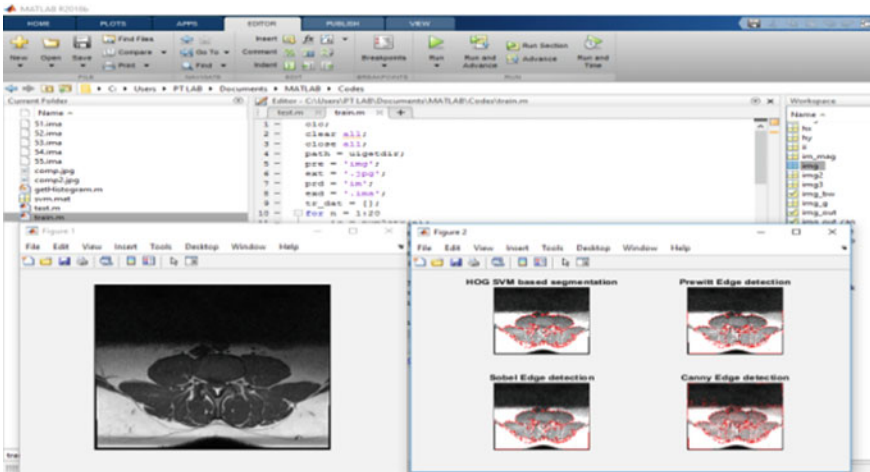 MATLAB R2018b
HOME PLOTS APPS EDITOR PUBLISH VIEW
New Open Save Find Files Compare Print Go To Find Insert Comment Indent Breakpoints Run Run and Advance Run Section Advance Run and Time
FILE NAVIGATE EDIT BREAKPOINTS RUN
C: Users PT LAB Documents MATLAB Codes
Current Folder
Name
51.ima
52.ima
53.ima
54.ima
55.ima
comp.jpg
comp2.jpg
getHistogram.m
svm.mat
test.m
train.m
Editor - C:\Users\PT LAB\Documents\MATLAB\Codes\train.m
test.m train.m
1 clc;
2 clear all;
3 close all;
4 path = uigetdir;
5 pre = 'img';
6 ext = '.jpg';
7 prd = 'im';
8 exd = '.ima';
9 tr_dat = [];
10 for n = 1:20
Workspace
Name
hx
hy
ii
im_mag
img
img2
img3
img_bw
img_g
img_out
Figure 1
File Edit View Insert Tools Desktop Window Help
Figure 2
File Edit View Insert Tools Desktop Window Help
HOG SVM based segmentation
Prewitt Edge detection
Sobel Edge detection
Canny Edge detection